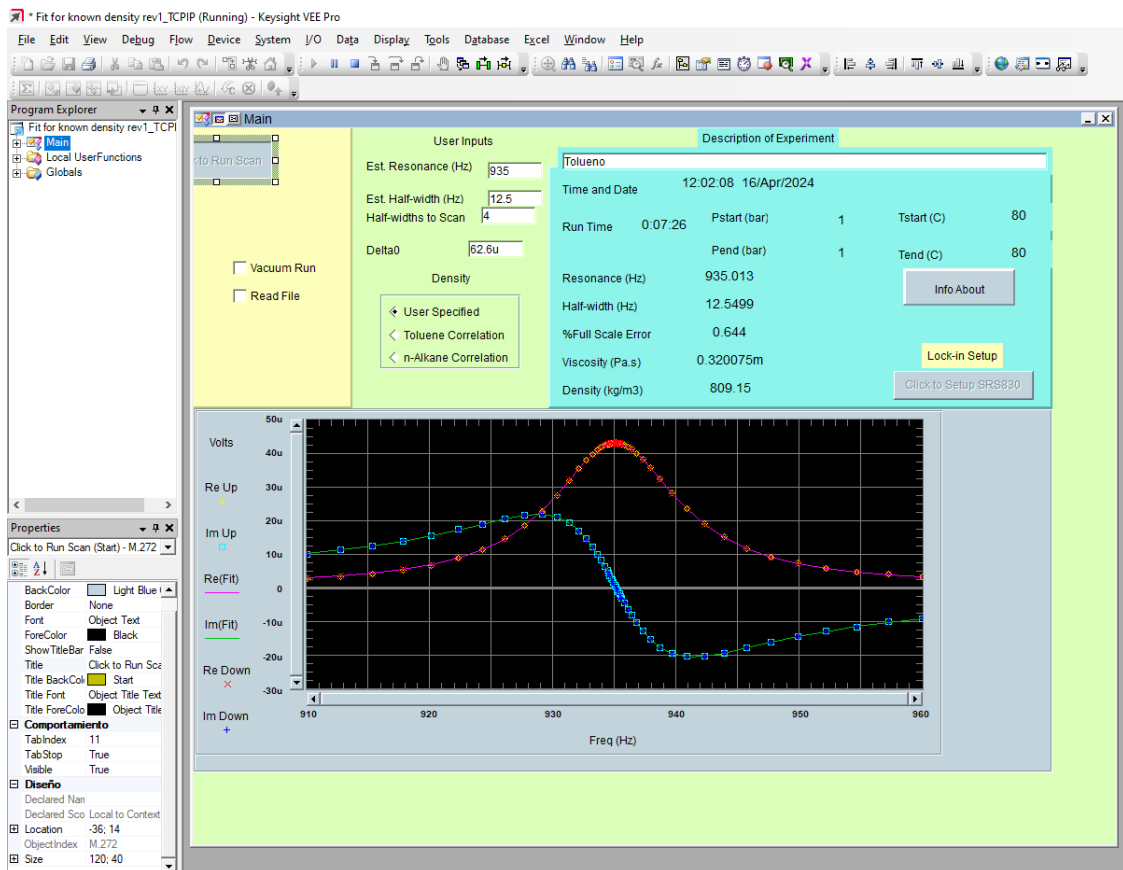 * Fit for known density rev1_TCPIP (Running) - Keysight VEE Pro
File Edit View Debug Flow Device System I/O Data Display Tools Database Excel Window Help
Program Explorer
Fit for known density rev1_TCPI
Main
Local UserFunctions
Globals
Properties
Click to Run Scan (Start) - M.272
BackColor Light Blue (
Border None
Font Object Text
ForeColor Black
ShowTitleBar False
Title Click to Run Sca
Title BackColo Start
Title Font Object Title Text
Title ForeColo Object Title
Comportamiento
TabIndex 11
TabStop True
Visible True
Diseño
Declared Nan
Declared Sco Local to Context
Location -36; 14
ObjectIndex M.272
Size 120; 40
Main
to Run Scan
Vacuum Run
Read File
User Inputs
Est. Resonance (Hz) 935
Est. Half-width (Hz) 12.5
Half-widths to Scan 4
Delta0 62.6u
Density
User Specified
Toluene Correlation
n-Alkane Correlation
Description of Experiment
Tolueno
Time and Date 12:02:08 16/Apr/2024
Run Time 0:07:26 Pstart (bar) 1 Tstart (C) 80
Pend (bar) 1 Tend (C) 80
Resonance (Hz) 935.013
Info About
Half-width (Hz) 12.5499
%Full Scale Error 0.644
Lock-in Setup
Viscosity (Pa.s) 0.320075m
Click to Setup SRS830
Density (kg/m3) 809.15
Volts
Re Up
Im Up
Re(Fit)
Im(Fit)
Re Down
Im Down
50u
40u
30u
20u
10u
0
-10u
-20u
-30u
910 920 930 940 950 960
Freq (Hz)